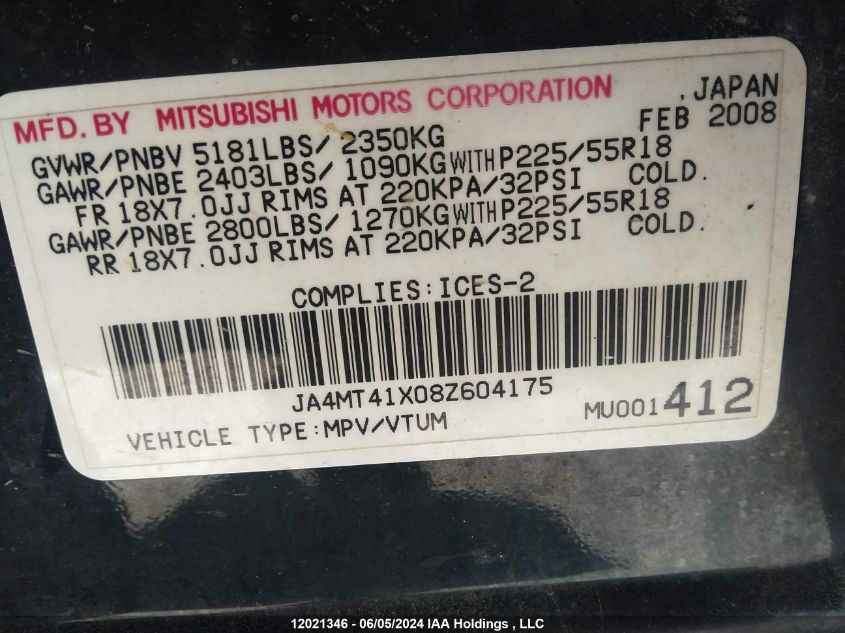 MFD. BY MITSUBISHI MOTORS CORPORATION , JAPAN
FEB 2008
GVWR/PNBV 5181LBS/ 2350KG
GAWR/PNBE 2403LBS/ 1090KG WITH P225/55R18
FR 18X7.0JJ RIMS AT 220KPA/32PSI COLD.
GAWR/PNBE 2800LBS/ 1270KG WITH P225/55R18
RR 18X7.0JJ RIMS AT 220KPA/32PSI COLD.
COMPLIES:ICES-2
JA4MT41X08Z604175
VEHICLE TYPE:MPV/VTUM MU001412
12021346 - 06/05/2024 IAA Holdings , LLC